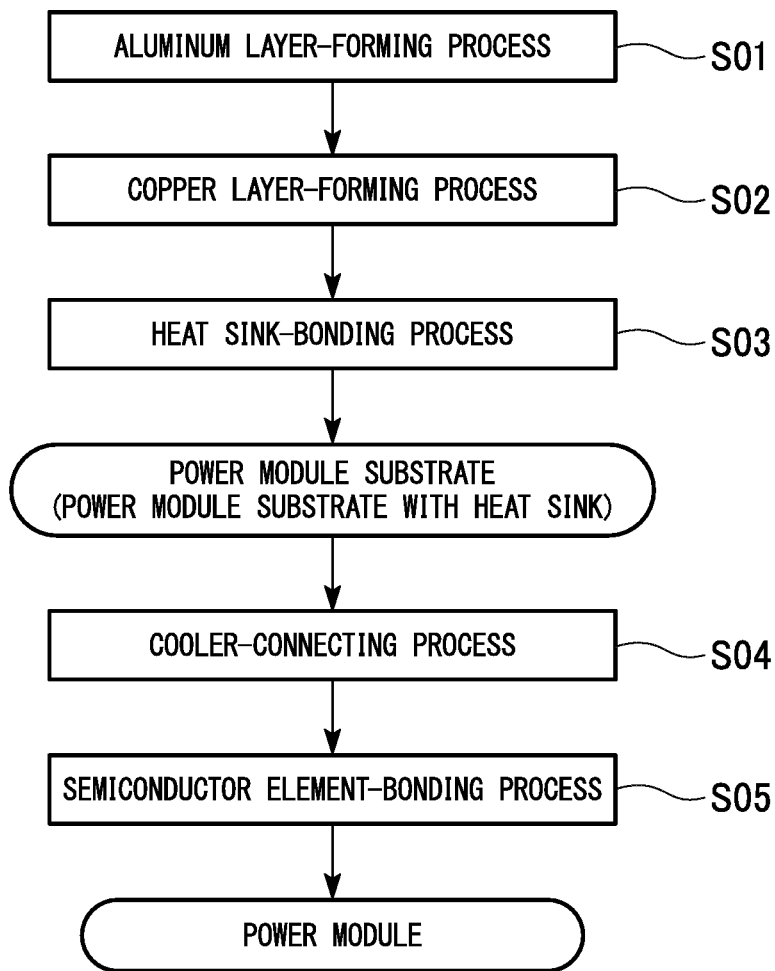 ALUMINUM LAYER-FORMING PROCESS S01
COPPER LAYER-FORMING PROCESS S02
HEAT SINK-BONDING PROCESS S03
POWER MODULE SUBSTRATE
(POWER MODULE SUBSTRATE WITH HEAT SINK)
COOLER-CONNECTING PROCESS S04
SEMICONDUCTOR ELEMENT-BONDING PROCESS S05
POWER MODULE